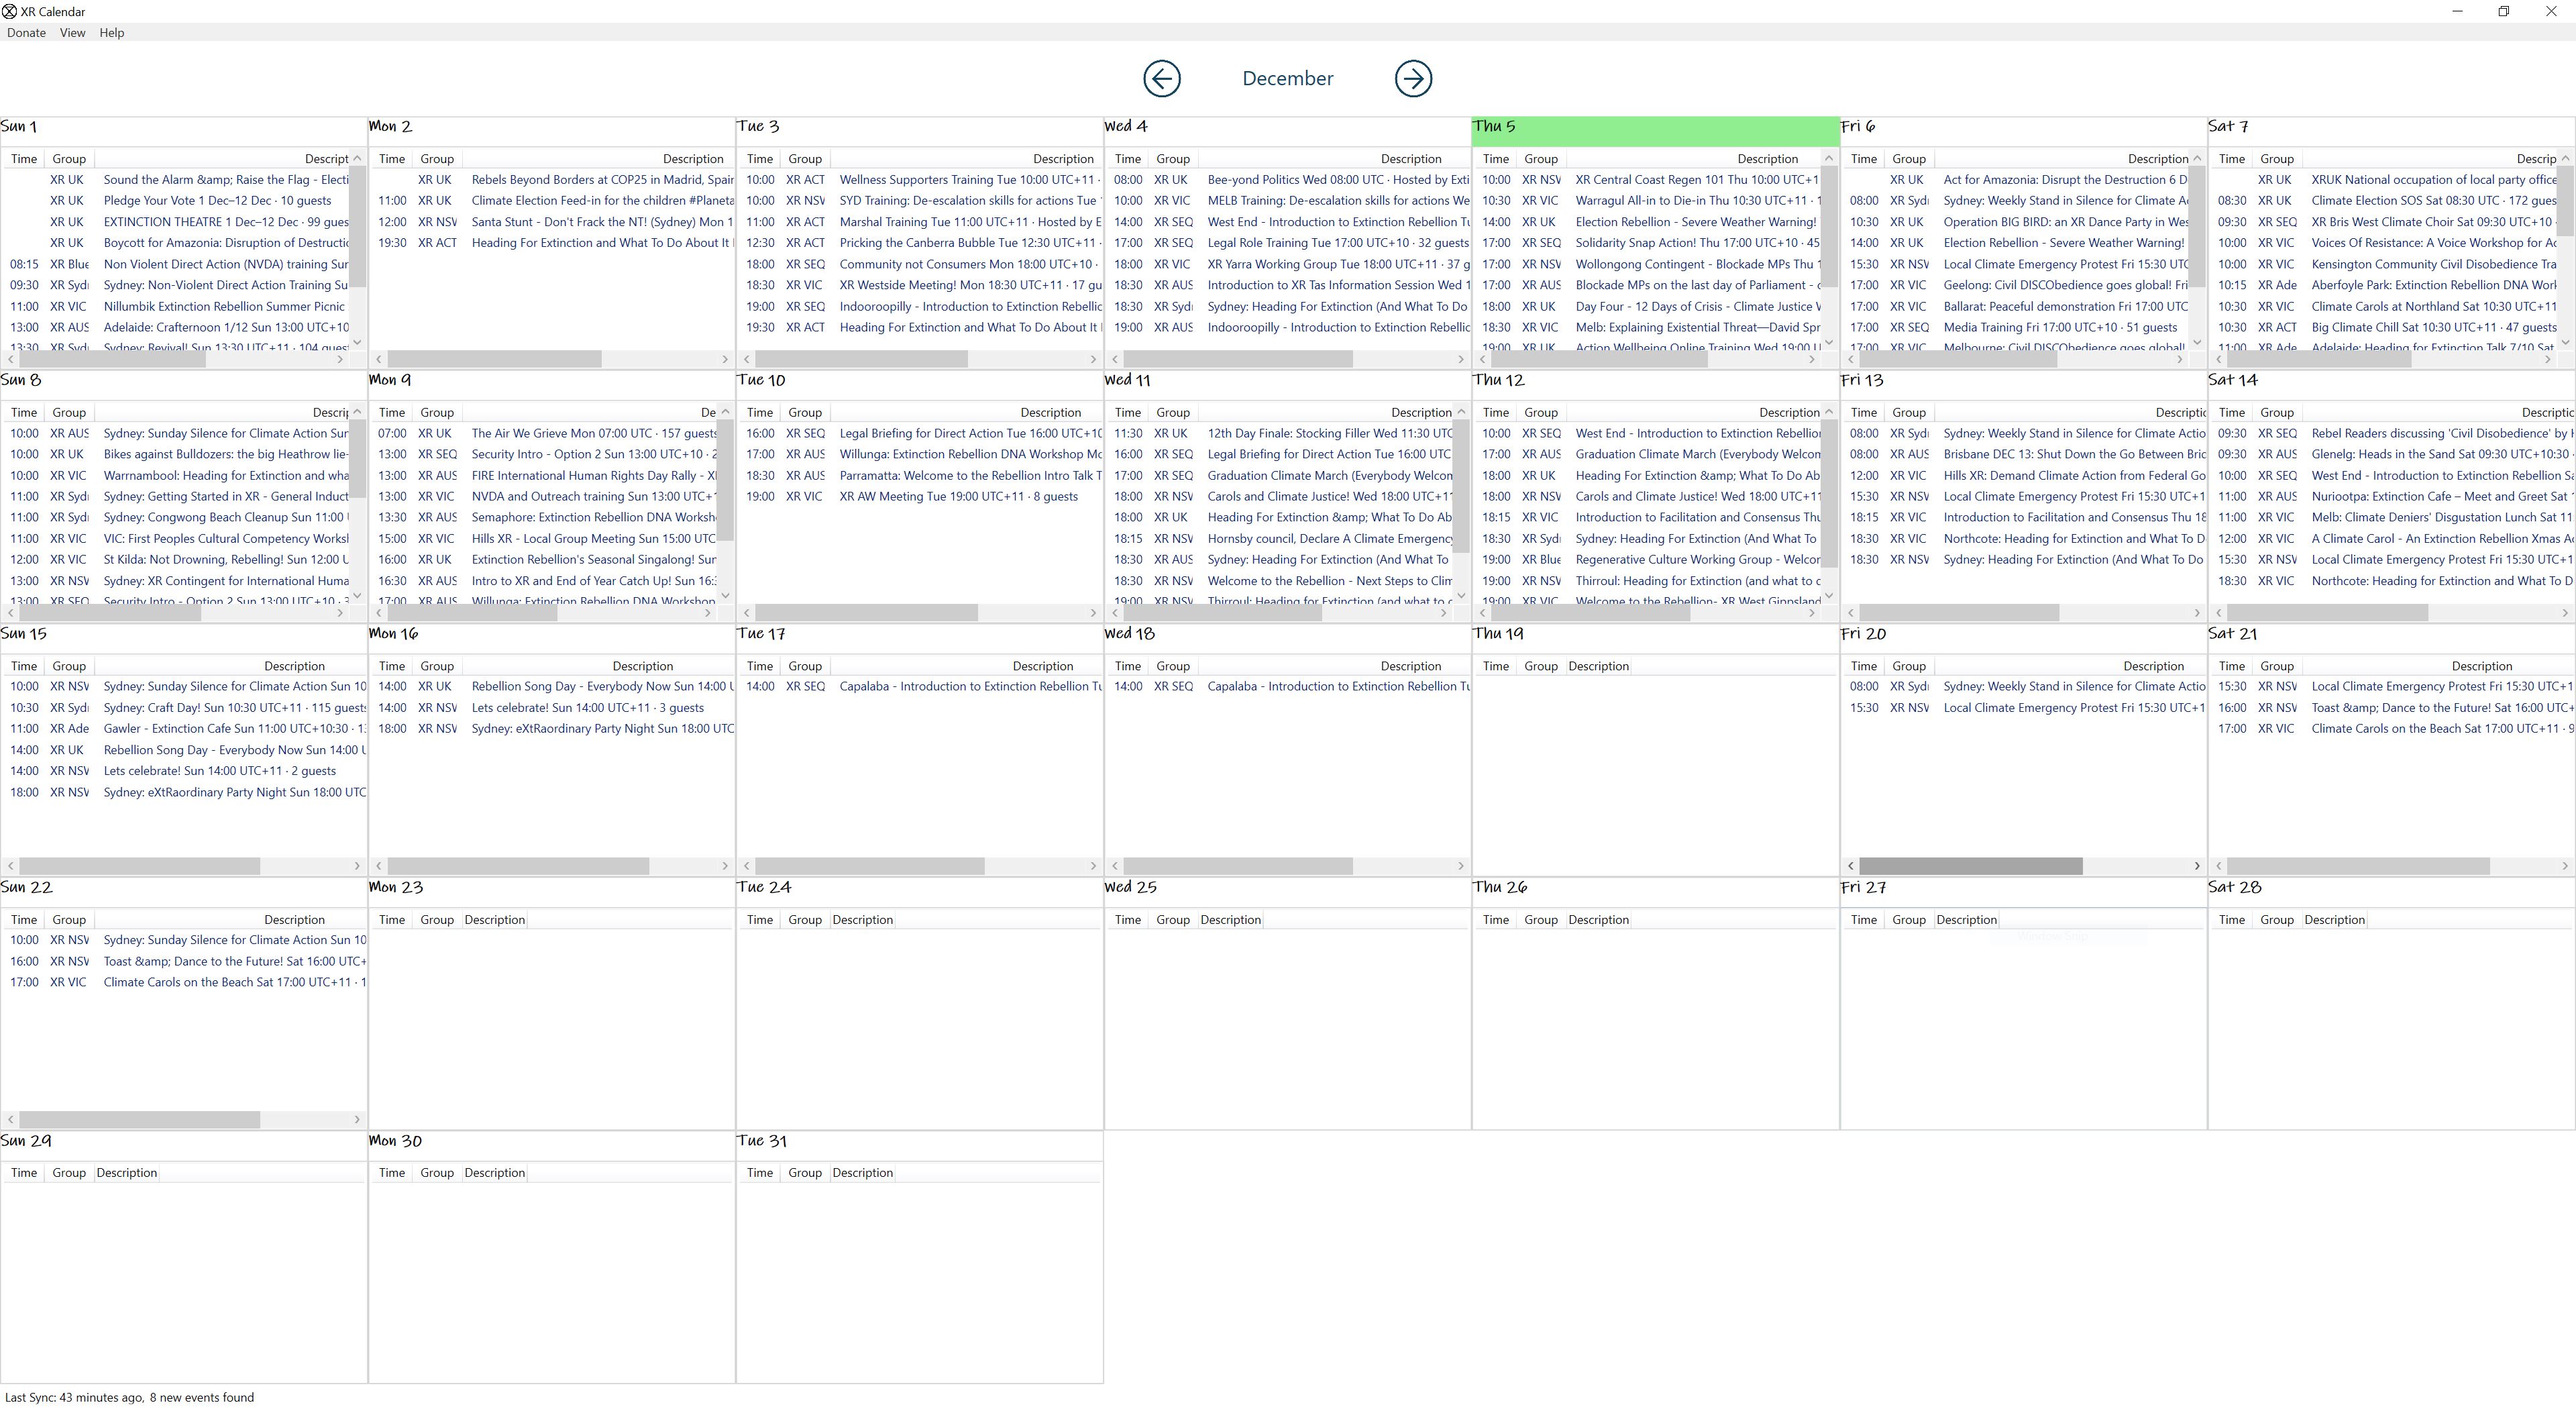 XR Calendar
Donate View Help
December
Sun 1
Time Group Descript
XR UK Sound the Alarm &amp; Raise the Flag - Electi
XR UK Pledge Your Vote 1 Dec–12 Dec · 10 guests
XR UK EXTINCTION THEATRE 1 Dec–12 Dec · 99 gues
XR UK Boycott for Amazonia: Disruption of Destructic
08:15 XR Blue Non Violent Direct Action (NVDA) training Sur
09:30 XR Sydı Sydney: Non-Violent Direct Action Training Su
11:00 XR VIC Nillumbik Extinction Rebellion Summer Picnic
13:00 XR AUS Adelaide: Crafternoon 1/12 Sun 13:00 UTC+10
13:30 XR Sydı Sydney: Revival! Sun 13:30 UTC+11 · 104 guest
Mon 2
Time Group Description
XR UK Rebels Beyond Borders at COP25 in Madrid, Spair
11:00 XR UK Climate Election Feed-in for the children #Planeta
12:00 XR NSV Santa Stunt - Don't Frack the NT! (Sydney) Mon 1
19:30 XR ACT Heading For Extinction and What To Do About It I
Tue 3
Time Group Description
10:00 XR ACT Wellness Supporters Training Tue 10:00 UTC+11 ·
10:00 XR NSV SYD Training: De-escalation skills for actions Tue
11:00 XR ACT Marshal Training Tue 11:00 UTC+11 · Hosted by E
12:30 XR ACT Pricking the Canberra Bubble Tue 12:30 UTC+11 ·
18:00 XR SEQ Community not Consumers Mon 18:00 UTC+10 ·
18:30 XR VIC XR Westside Meeting! Mon 18:30 UTC+11 · 17 gu
19:00 XR SEQ Indooroopilly - Introduction to Extinction Rebellic
19:30 XR ACT Heading For Extinction and What To Do About It I
Wed 4
Time Group Description
08:00 XR UK Bee-yond Politics Wed 08:00 UTC · Hosted by Exti
10:00 XR VIC MELB Training: De-escalation skills for actions We
14:00 XR SEQ West End - Introduction to Extinction Rebellion Tu
17:00 XR SEQ Legal Role Training Tue 17:00 UTC+10 · 32 guests
18:00 XR VIC XR Yarra Working Group Tue 18:00 UTC+11 · 37 g
18:30 XR AUS Introduction to XR Tas Information Session Wed 1
18:30 XR Sydı Sydney: Heading For Extinction (And What To Do
19:00 XR AUS Indooroopilly - Introduction to Extinction Rebellic
Thu 5
Time Group Description
10:00 XR NSV XR Central Coast Regen 101 Thu 10:00 UTC+1
10:30 XR VIC Warragul All-in to Die-in Thu 10:30 UTC+11 · 1
14:00 XR UK Election Rebellion - Severe Weather Warning!
17:00 XR SEQ Solidarity Snap Action! Thu 17:00 UTC+10 · 45
17:00 XR NSV Wollongong Contingent - Blockade MPs Thu 1
17:00 XR AUS Blockade MPs on the last day of Parliament - c
18:00 XR UK Day Four - 12 Days of Crisis - Climate Justice V
18:30 XR VIC Melb: Explaining Existential Threat—David Spr
19:00 XR UK Action Wellbeing Online Training Wed 19:00 U
Fri 6
Time Group Description
XR UK Act for Amazonia: Disrupt the Destruction 6 D
08:00 XR Sydı Sydney: Weekly Stand in Silence for Climate Ac
10:30 XR UK Operation BIG BIRD: an XR Dance Party in Wes
14:00 XR UK Election Rebellion - Severe Weather Warning!
15:30 XR NSV Local Climate Emergency Protest Fri 15:30 UTC
17:00 XR VIC Geelong: Civil DISCObedience goes global! Fri
17:00 XR VIC Ballarat: Peaceful demonstration Fri 17:00 UTC
17:00 XR SEQ Media Training Fri 17:00 UTC+10 · 51 guests
17:00 XR VIC Melbourne: Civil DISCObedience goes global!
Sat 7
Time Group Descrip
XR UK XRUK National occupation of local party office
08:30 XR UK Climate Election SOS Sat 08:30 UTC · 172 gues
09:30 XR SEQ XR Bris West Climate Choir Sat 09:30 UTC+10 ·
10:00 XR VIC Voices Of Resistance: A Voice Workshop for Ac
10:00 XR VIC Kensington Community Civil Disobedience Tra
10:15 XR Ade Aberfoyle Park: Extinction Rebellion DNA Work
10:30 XR VIC Climate Carols at Northland Sat 10:30 UTC+11
10:30 XR ACT Big Climate Chill Sat 10:30 UTC+11 · 47 guests
11:00 XR Ade Adelaide: Heading for Extinction Talk 7/10 Sat
Sun 8
Time Group Descrip
10:00 XR AUS Sydney: Sunday Silence for Climate Action Sur
10:00 XR UK Bikes against Bulldozers: the big Heathrow lie-
10:00 XR VIC Warrnambool: Heading for Extinction and wha
11:00 XR Sydı Sydney: Getting Started in XR - General Induct
11:00 XR Sydı Sydney: Congwong Beach Cleanup Sun 11:00
11:00 XR VIC VIC: First Peoples Cultural Competency Works
12:00 XR VIC St Kilda: Not Drowning, Rebelling! Sun 12:00 U
13:00 XR NSV Sydney: XR Contingent for International Huma
13:00 XR SEQ Security Intro - Option 2 Sun 13:00 UTC+10 · 3
Mon 9
Time Group De
07:00 XR UK The Air We Grieve Mon 07:00 UTC · 157 guests
13:00 XR SEQ Security Intro - Option 2 Sun 13:00 UTC+10 · 2
13:00 XR AUS FIRE International Human Rights Day Rally - XI
13:00 XR VIC NVDA and Outreach training Sun 13:00 UTC+1
13:30 XR AUS Semaphore: Extinction Rebellion DNA Worksh
15:00 XR VIC Hills XR - Local Group Meeting Sun 15:00 UTC
16:00 XR UK Extinction Rebellion's Seasonal Singalong! Sur
16:30 XR AUS Intro to XR and End of Year Catch Up! Sun 16:3
17:00 XR AUS Willunga: Extinction Rebellion DNA Workshop
Tue 10
Time Group Description
16:00 XR SEQ Legal Briefing for Direct Action Tue 16:00 UTC+10
17:00 XR AUS Willunga: Extinction Rebellion DNA Workshop Mc
18:30 XR AUS Parramatta: Welcome to the Rebellion Intro Talk T
19:00 XR VIC XR AW Meeting Tue 19:00 UTC+11 · 8 guests
Wed 11
Time Group Description
11:30 XR UK 12th Day Finale: Stocking Filler Wed 11:30 UTC
16:00 XR SEQ Legal Briefing for Direct Action Tue 16:00 UTC
17:00 XR SEQ Graduation Climate March (Everybody Welcom
18:00 XR NSV Carols and Climate Justice! Wed 18:00 UTC+11
18:00 XR UK Heading For Extinction &amp; What To Do Ab
18:15 XR NSV Hornsby council, Declare A Climate Emergency
18:30 XR AUS Sydney: Heading For Extinction (And What To
18:30 XR NSV Welcome to the Rebellion - Next Steps to Clim
19:00 XR NSV Thirroul: Heading for Extinction (and what to c
Thu 12
Time Group Description
10:00 XR SEQ West End - Introduction to Extinction Rebellior
17:00 XR AUS Graduation Climate March (Everybody Welcom
18:00 XR UK Heading For Extinction &amp; What To Do Ab
18:00 XR NSV Carols and Climate Justice! Wed 18:00 UTC+11
18:15 XR VIC Introduction to Facilitation and Consensus Thu
18:30 XR Sydı Sydney: Heading For Extinction (And What To
19:00 XR Blue Regenerative Culture Working Group - Welcor
19:00 XR NSV Thirroul: Heading for Extinction (and what to c
19:00 XR VIC Welcome to the Rebellion- XR West Gippsland
Fri 13
Time Group Descriptic
08:00 XR Sydı Sydney: Weekly Stand in Silence for Climate Actio
08:00 XR AUS Brisbane DEC 13: Shut Down the Go Between Bric
12:00 XR VIC Hills XR: Demand Climate Action from Federal Go
15:30 XR NSV Local Climate Emergency Protest Fri 15:30 UTC+1
18:15 XR VIC Introduction to Facilitation and Consensus Thu 18
18:30 XR VIC Northcote: Heading for Extinction and What To D
18:30 XR NSV Sydney: Heading For Extinction (And What To Do
Sat 14
Time Group Descriptic
09:30 XR SEQ Rebel Readers discussing 'Civil Disobedience' by H
09:30 XR AUS Glenelg: Heads in the Sand Sat 09:30 UTC+10:30 ·
10:00 XR SEQ West End - Introduction to Extinction Rebellion Sa
11:00 XR AUS Nuriootpa: Extinction Cafe – Meet and Greet Sat
11:00 XR VIC Melb: Climate Deniers' Disgustation Lunch Sat 11
12:00 XR VIC A Climate Carol - An Extinction Rebellion Xmas Ac
15:30 XR NSV Local Climate Emergency Protest Fri 15:30 UTC+1
18:30 XR VIC Northcote: Heading for Extinction and What To D
Sun 15
Time Group Description
10:00 XR NSV Sydney: Sunday Silence for Climate Action Sun 10
10:30 XR Sydı Sydney: Craft Day! Sun 10:30 UTC+11 · 115 guests
11:00 XR Ade Gawler - Extinction Cafe Sun 11:00 UTC+10:30 · 13
14:00 XR UK Rebellion Song Day - Everybody Now Sun 14:00 U
14:00 XR NSV Lets celebrate! Sun 14:00 UTC+11 · 2 guests
18:00 XR NSV Sydney: eXtRaordinary Party Night Sun 18:00 UTC
Mon 16
Time Group Description
14:00 XR UK Rebellion Song Day - Everybody Now Sun 14:00 U
14:00 XR NSV Lets celebrate! Sun 14:00 UTC+11 · 3 guests
18:00 XR NSV Sydney: eXtRaordinary Party Night Sun 18:00 UTC
Tue 17
Time Group Description
14:00 XR SEQ Capalaba - Introduction to Extinction Rebellion Tu
Wed 18
Time Group Description
14:00 XR SEQ Capalaba - Introduction to Extinction Rebellion Tu
Thu 19
Time Group Description
Fri 20
Time Group Description
08:00 XR Sydı Sydney: Weekly Stand in Silence for Climate Actio
15:30 XR NSV Local Climate Emergency Protest Fri 15:30 UTC+1
Sat 21
Time Group Description
15:30 XR NSV Local Climate Emergency Protest Fri 15:30 UTC+1
16:00 XR NSV Toast &amp; Dance to the Future! Sat 16:00 UTC+
17:00 XR VIC Climate Carols on the Beach Sat 17:00 UTC+11 · 9
Sun 22
Time Group Description
10:00 XR NSV Sydney: Sunday Silence for Climate Action Sun 10
16:00 XR NSV Toast &amp; Dance to the Future! Sat 16:00 UTC+
17:00 XR VIC Climate Carols on the Beach Sat 17:00 UTC+11 · 1
Mon 23
Time Group Description
Tue 24
Time Group Description
Wed 25
Time Group Description
Thu 26
Time Group Description
Fri 27
Time Group Description
Sat 28
Time Group Description
Sun 29
Time Group Description
Mon 30
Time Group Description
Tue 31
Time Group Description
Last Sync: 43 minutes ago, 8 new events found